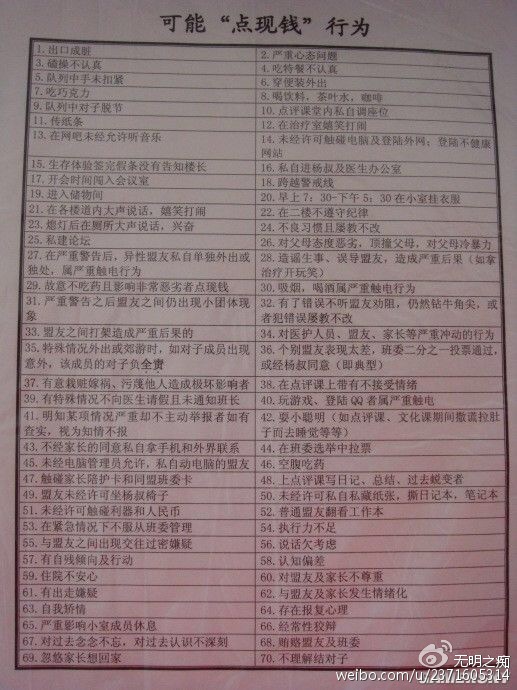 可能“点现钱”行为
1. 出口成脏
2. 严重心态问题
3. 磕操不认真
4. 吃特餐不认真
5. 队列中手未扣紧
6. 穿便装外出
7. 吃巧克力
8. 喝饮料，茶叶水，咖啡
9. 队列中对子脱节
10. 点评课堂内私自调座位
11. 传纸条
12. 在治疗室嬉笑打闹
13. 在网吧未经允许听音乐
14. 未经许可触碰电脑及登陆外网；登陆不健康
网站
15. 生存体验签完假条没有告知楼长
16. 私自进杨叔及医生办公室
17. 开会时间闯入会议室
18. 跨越警戒线
19. 进入储物间
20. 早上 7：30-下午 5；30 在小室挂衣服
21. 在各楼道内大声说话，嬉笑打闹
22. 在二楼不遵守纪律
23. 熄灯后在厕所大声说话，兴奋
24. 不良习惯且屡教不改
25. 私建论坛
26. 对父母态度恶劣，顶撞父母，对父母冷暴力
27. 在严重警告后，异性盟友私自单独外出或
独处，属严重触电行为
28. 造谣生事、误导盟友，造成严重后果（如拿
治疗开玩笑）
29. 故意不吃药且影响非常恶劣者点现钱
30. 吸烟，喝酒属严重触电行为
31. 严重警告之后盟友之间仍出现小团体现
象
32. 有了错误不听盟友劝阻，仍然钻牛角尖，或
者犯错误屡教不改
33. 盟友之间打架造成严重后果的
34. 对医护人员、盟友、家长等严重冲动的行为
35. 特殊情况外出或郊游时，如对子成员出现
意外，该成员的对子负全责
36. 个别盟友表现太差，班委二分之一投票通过，
或经杨叔同意（即典型）
37. 有意栽赃嫁祸、污蔑他人造成极坏影响者
38. 在点评课上带有不接受情绪
39. 有特殊情况不向医生请假且未通知班长
40. 玩游戏、登陆 QQ 者属严重触电
41. 明知某项情况严重却不主动举报者如有
查实，视为知情不报
42. 耍小聪明（如点评课、文化课期间撒谎拉肚
子而去睡觉等等）
43. 不经家长的同意私自拿手机和外界联系
44. 在班委选举中拉票
45. 未经电脑管理员允许，私自动电脑的盟友
46. 空腹吃药
47. 触碰家长陪护卡和同盟班委卡
48. 上点评课写日记、总结、过去蜕变者
49. 盟友未经许可坐杨叔椅子
50. 未经许可私自私藏纸张，撕日记本，笔记本
51. 未经许可触碰利器和人民币
52. 普通盟友翻看工作本
53. 在紧急情况下不服从班委管理
54. 执行力不足
55. 与盟友之间出现交往过密嫌疑
56. 说话欠考虑
57. 有自残倾向及行动
58. 认知偏差
59. 住院不安心
60. 对盟友及家长不尊重
61. 有出走嫌疑
62. 与盟友及家长发生情绪化
63. 自我矫情
64. 存在报复心理
65. 严重影响小室成员休息
66. 经常性狡辩
67. 对过去念念不忘，对过去认识不深刻
68. 贿赂盟友及班委
69. 忽悠家长想回家
70. 不理解结对子
无明之痴
weibo.com/u/2371605314